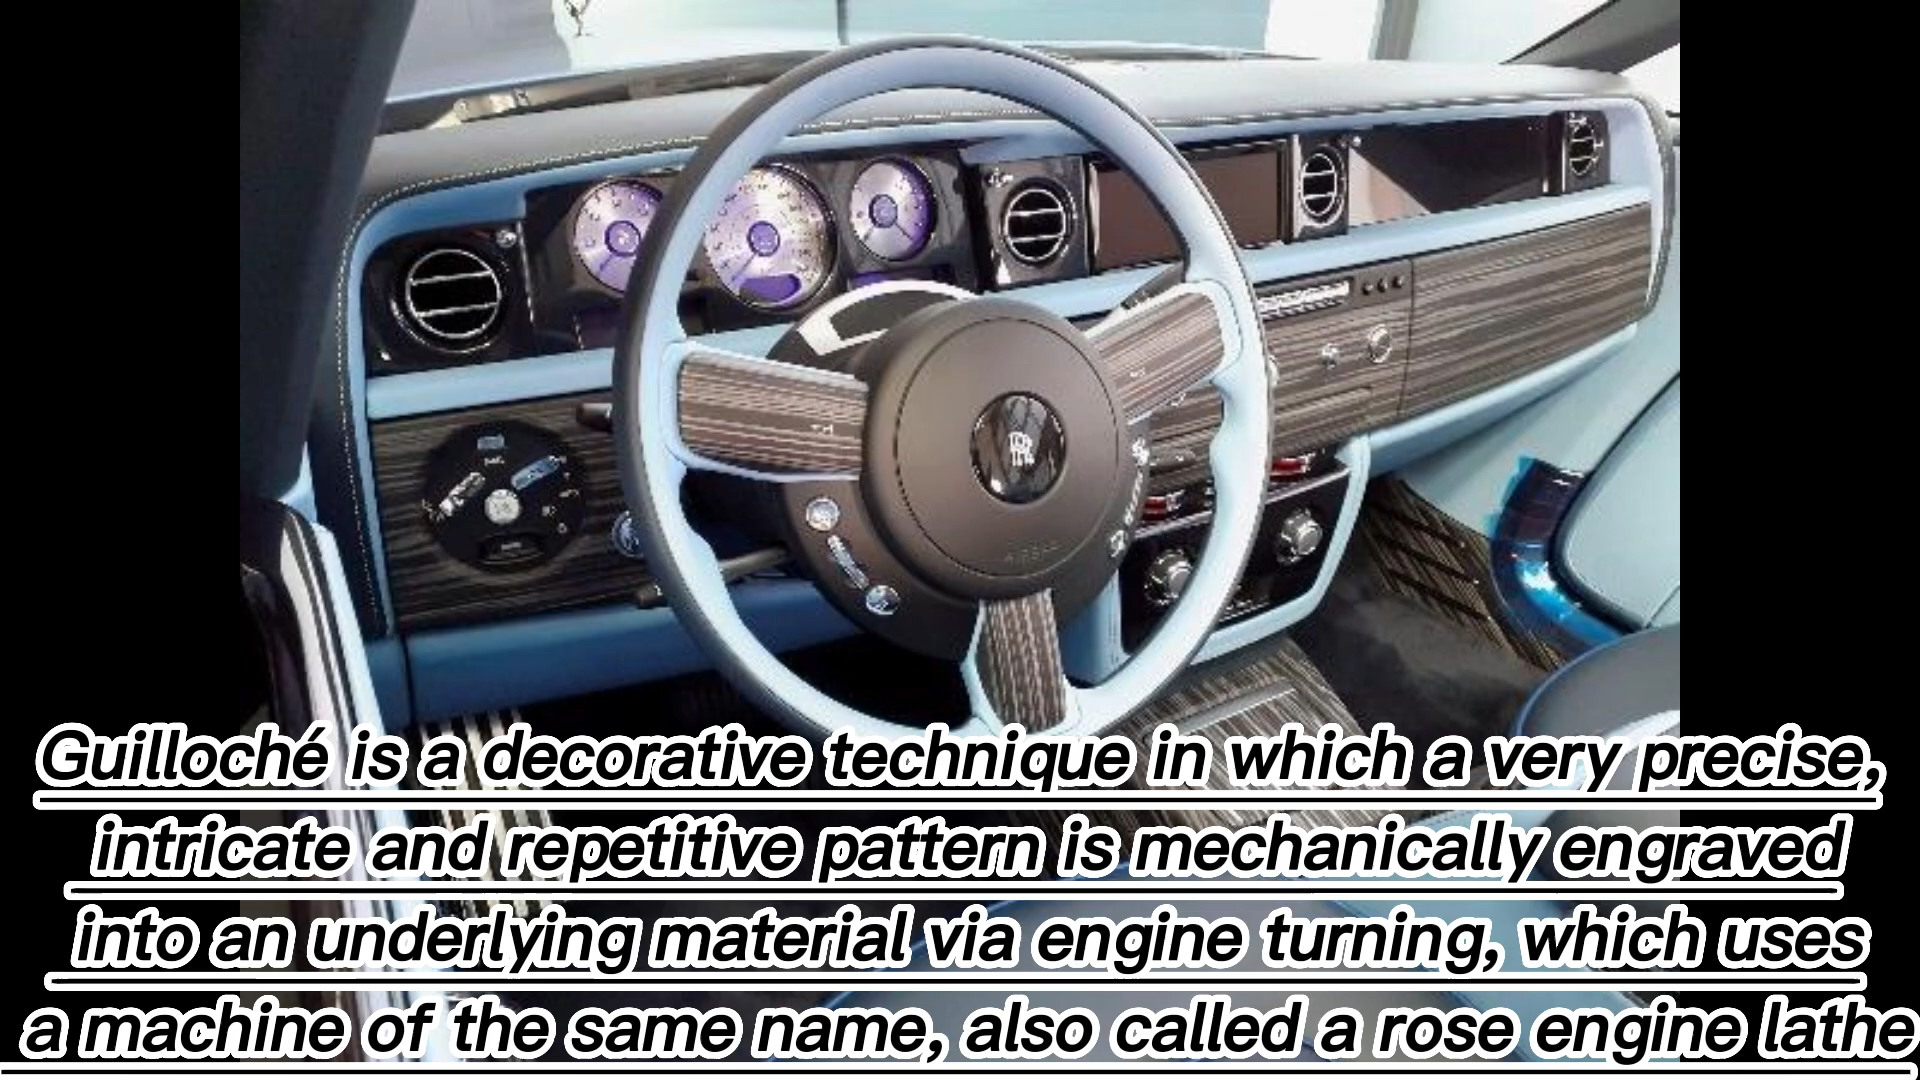 Guilloché is a decorative technique in which a very precise,
intricate and repetitive pattern is mechanically engraved
into an underlying material via engine turning, which uses
a machine of the same name, also called a rose engine lathe